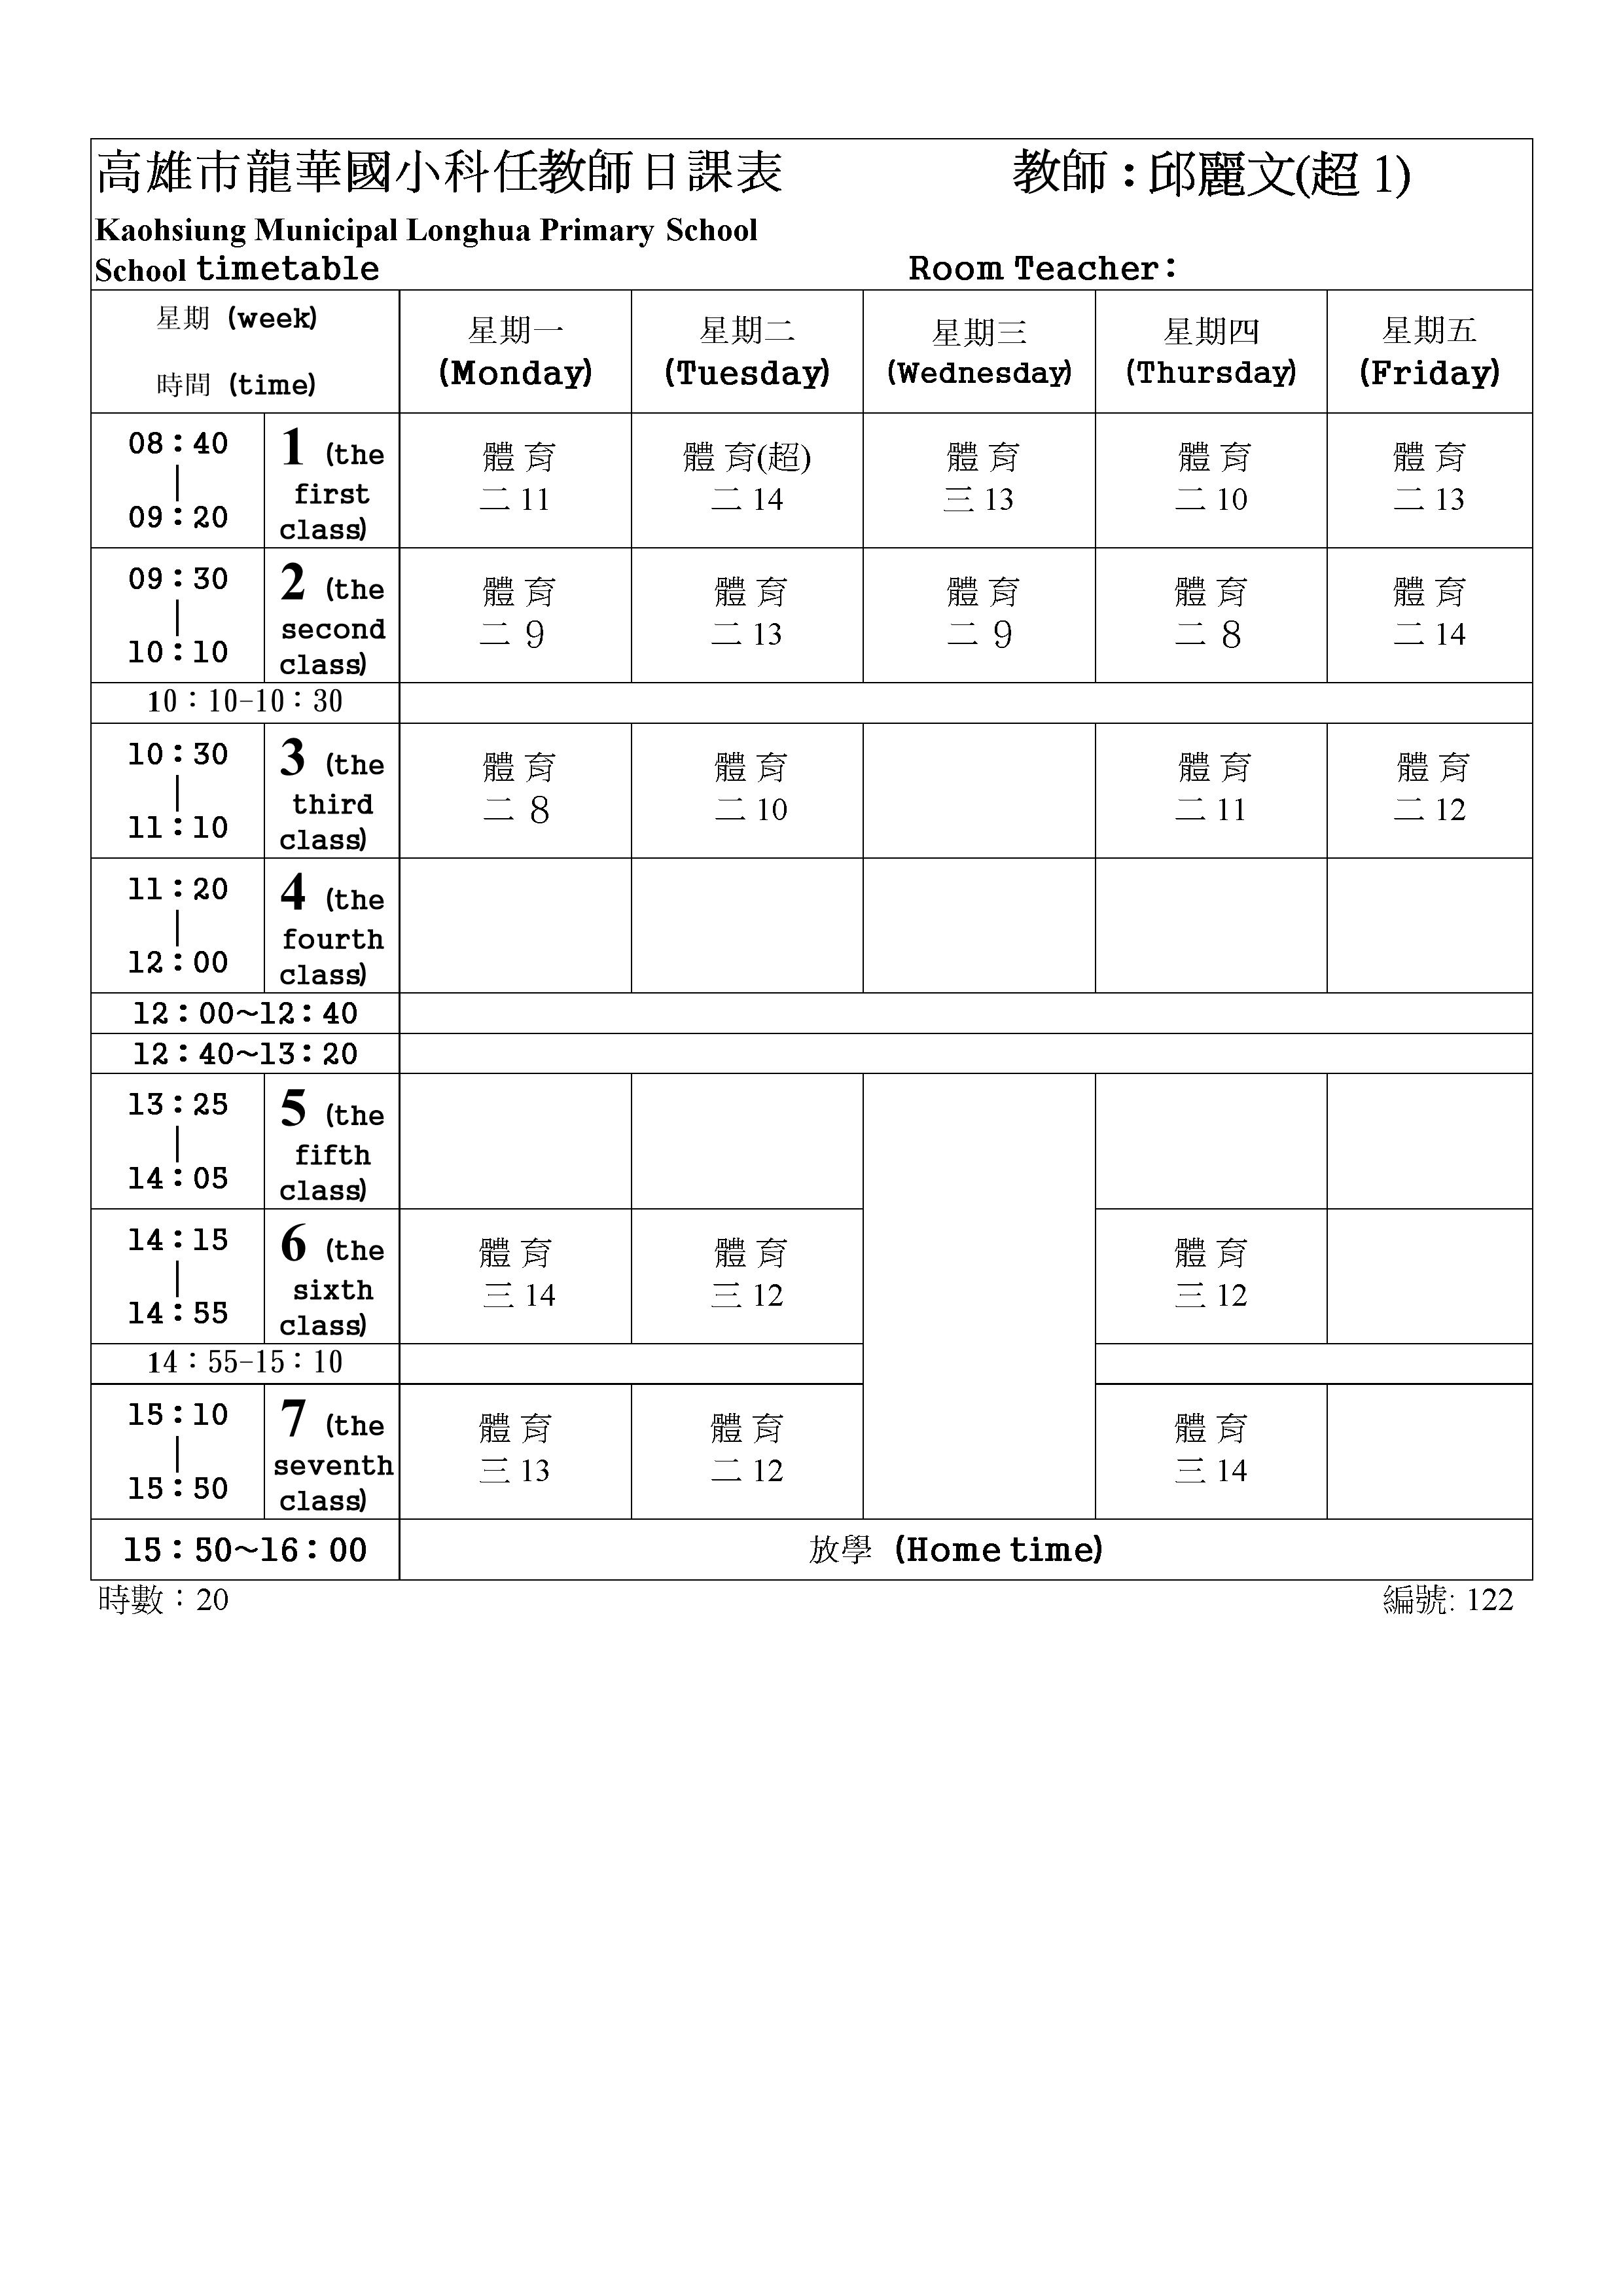 高雄市龍華國小科任教師日課表 教師：邱麗文(超 1)
Kaohsiung Municipal Longhua Primary School
School timetable Room Teacher:
星期 (week)
時間 (time)
星期一
(Monday)
星期二
(Tuesday)
星期三
(Wednesday)
星期四
(Thursday)
星期五
(Friday)
08：40
｜
09：20
1 (the
first
class)
體 育
二 11
體 育(超)
二 14
體 育
三 13
體 育
二 10
體 育
二 13
09：30
｜
10：10
2 (the
second
class)
體 育
二 9
體 育
二 13
體 育
二 9
體 育
二 8
體 育
二 14
10：10-10：30
10：30
｜
11：10
3 (the
third
class)
體 育
二 8
體 育
二 10
體 育
二 11
體 育
二 12
11：20
｜
12：00
4 (the
fourth
class)
12：00~12：40
12：40~13：20
13：25
｜
14：05
5 (the
fifth
class)
14：15
｜
14：55
6 (the
sixth
class)
體 育
三 14
體 育
三 12
體 育
三 12
14：55-15：10
15：10
｜
15：50
7 (the
seventh
class)
體 育
三 13
體 育
二 12
體 育
三 14
15：50~16：00
放學 (Home time)
時數：20 編號: 122